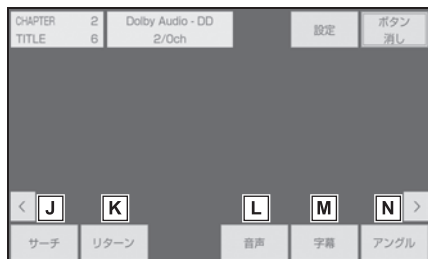 CHAPTER 2
TITLE 6
Dolby Audio - DD
2/0ch
設定
ボタン
消し
< J K L M N >
サーチ リターン 音声 字幕 アングル